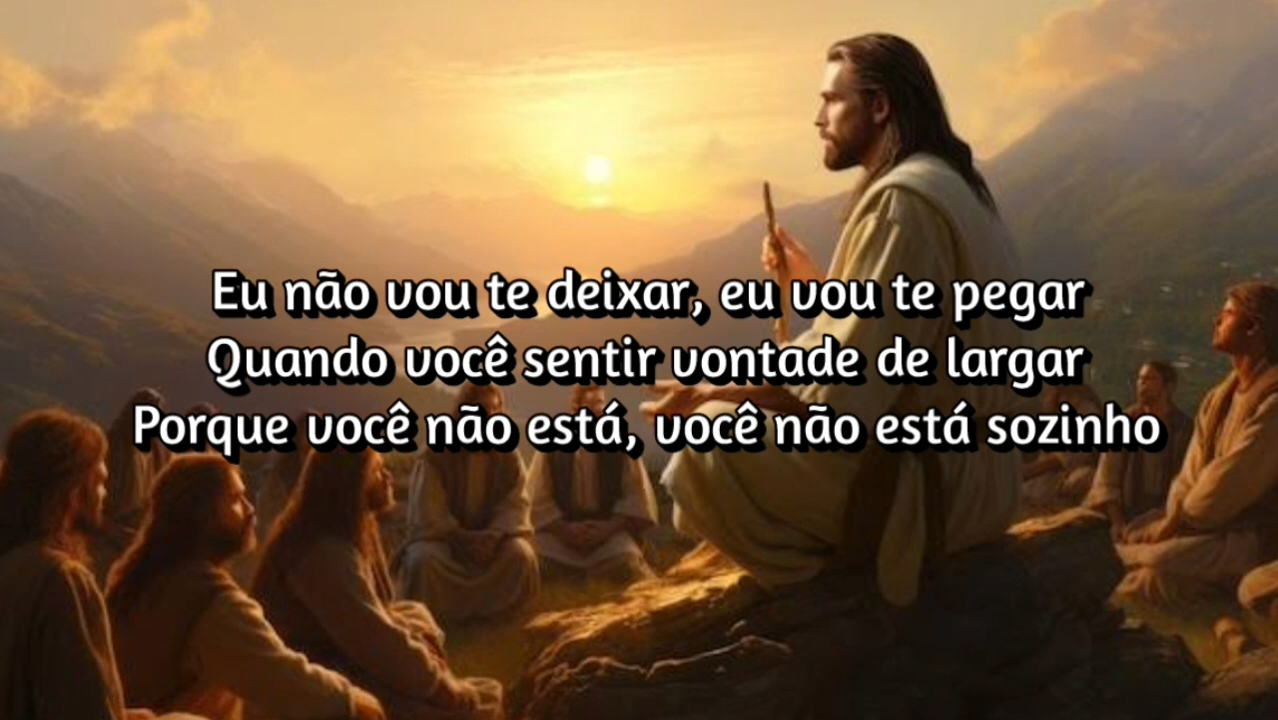 Eu não vou te deixar, eu vou te pegar
Quando você sentir vontade de largar
Porque você não está, você não está sozinho